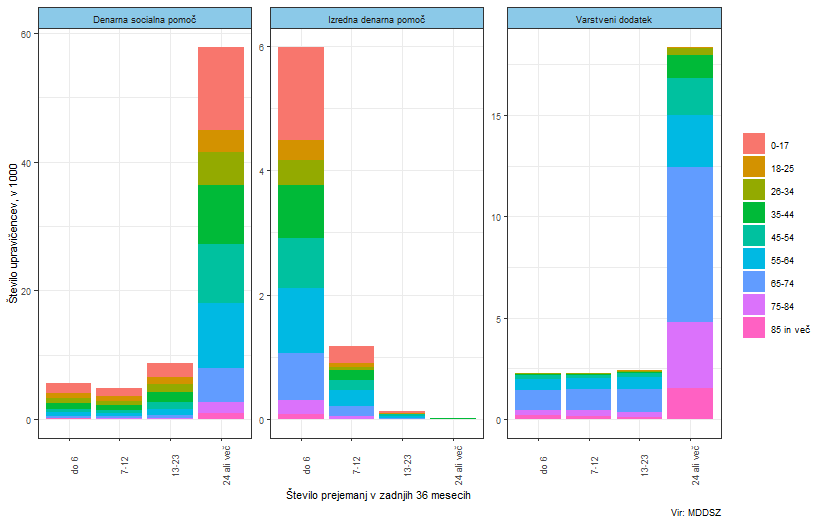 Denarna socialna pomoč
Izredna denarna pomoč
Varstveni dodatek
Število upravičencev, v 1000
60
40
20
0
6
4
2
0
15
10
5
0
do 6
7-12
13-23
24 ali več
do 6
7-12
13-23
24 ali več
do 6
7-12
13-23
24 ali več
Število prejemanj v zadnjih 36 mesecih
0-17
18-25
26-34
35-44
45-54
55-64
65-74
75-84
85 in več
Vir: MDDSZ